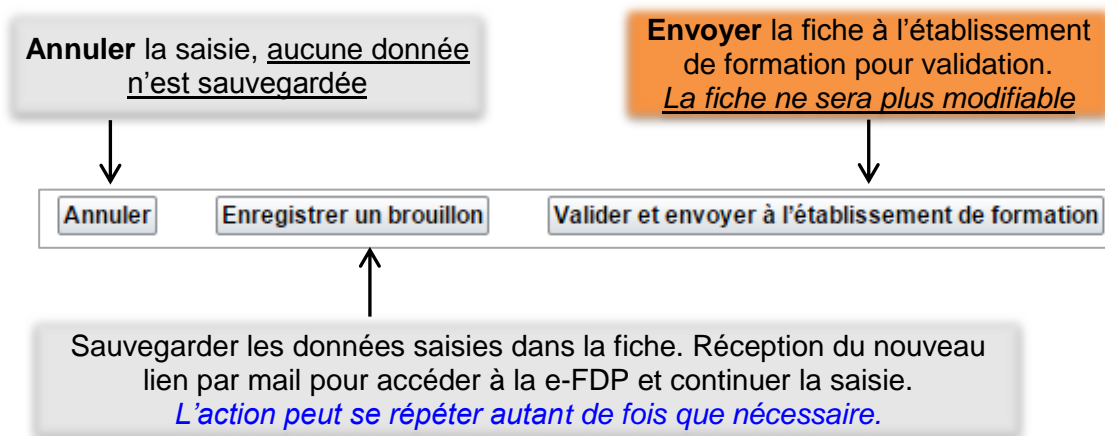 Annuler la saisie, aucune donnée
n’est sauvegardée
Envoyer la fiche à l’établissement
de formation pour validation.
La fiche ne sera plus modifiable
Annuler
Enregistrer un brouillon
Valider et envoyer à l’établissement de formation
Sauvegarder les données saisies dans la fiche. Réception du nouveau
lien par mail pour accéder à la e-FDP et continuer la saisie.
L’action peut se répéter autant de fois que nécessaire.